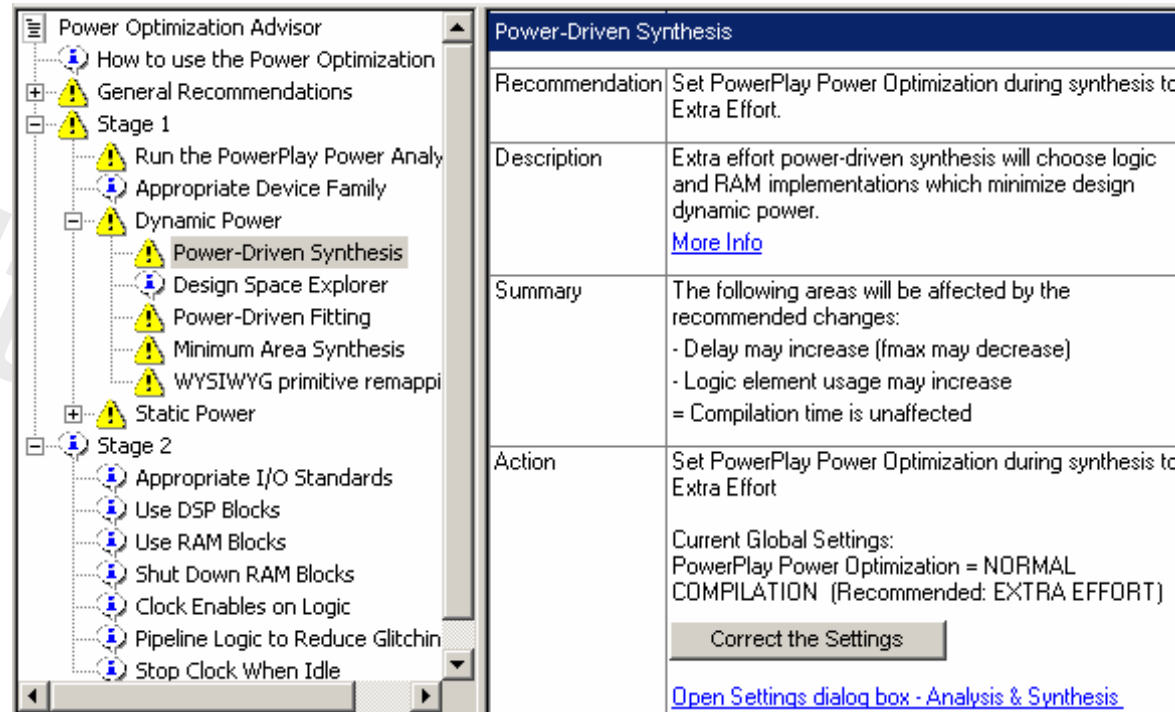 Power Optimization Advisor
How to use the Power Optimization
General Recommendations
Stage 1
Run the PowerPlay Power Analy
Appropriate Device Family
Dynamic Power
Power-Driven Synthesis
Design Space Explorer
Power-Driven Fitting
Minimum Area Synthesis
WYSIWYG primitive remappi
Static Power
Stage 2
Appropriate I/O Standards
Use DSP Blocks
Use RAM Blocks
Shut Down RAM Blocks
Clock Enables on Logic
Pipeline Logic to Reduce Glitchin
Stop Clock When Idle
Power-Driven Synthesis
Recommendation
Set PowerPlay Power Optimization during synthesis to
Extra Effort.
Description
Extra effort power-driven synthesis will choose logic
and RAM implementations which minimize design
dynamic power.
More Info
Summary
The following areas will be affected by the
recommended changes:
- Delay may increase (fmax may decrease)
- Logic element usage may increase
= Compilation time is unaffected
Action
Set PowerPlay Power Optimization during synthesis to
Extra Effort
Current Global Settings:
PowerPlay Power Optimization = NORMAL
COMPILATION (Recommended: EXTRA EFFORT)
Correct the Settings
Open Settings dialog box - Analysis & Synthesis